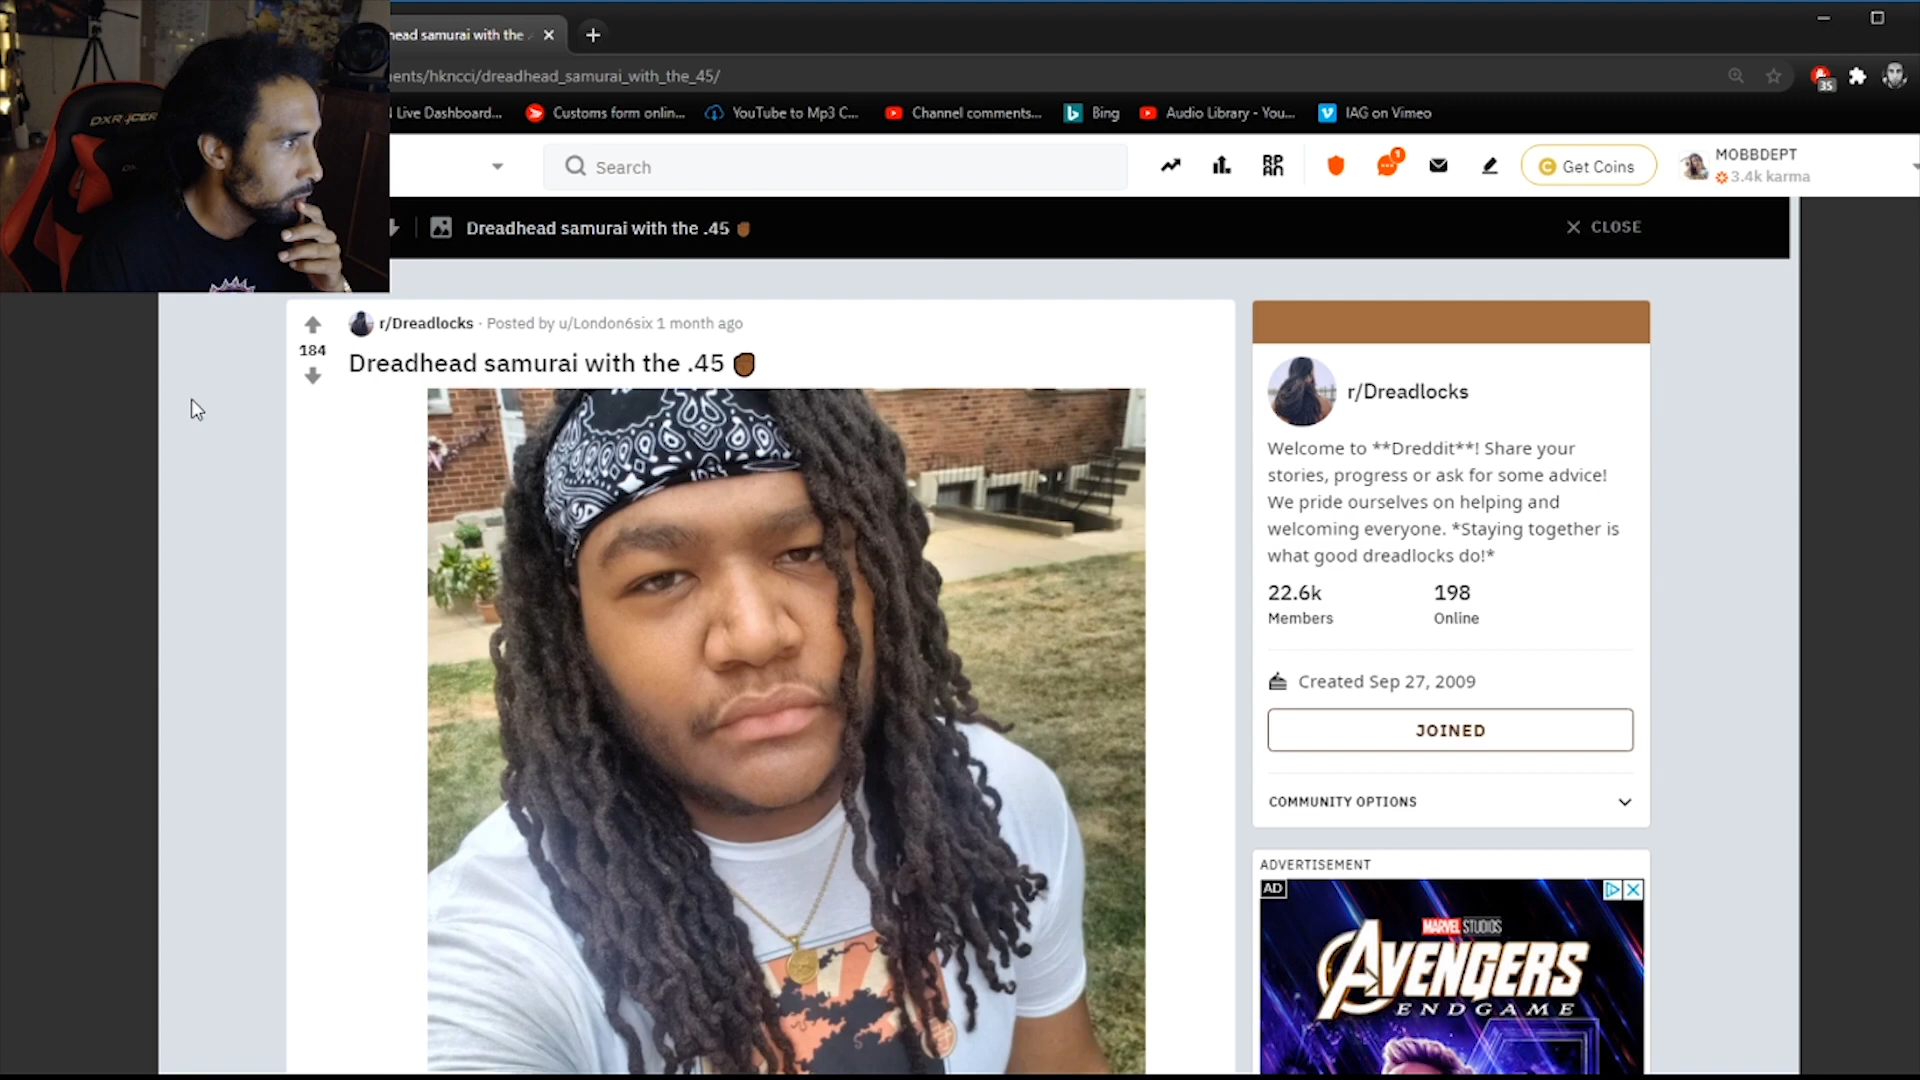 head samurai with the
ents/hkncci/dreadhead_samurai_with_the_45/
35
Live Dashboard...
Customs form onlin...
YouTube to Mp3 C...
Channel comments...
Bing
Audio Library - You...
IAG on Vimeo
DXRACER
Search
1
Get Coins
MOBBDEPT
3.4k karma
Dreadhead samurai with the .45
CLOSE
r/Dreadlocks · Posted by u/London6six 1 month ago
184
Dreadhead samurai with the .45
r/Dreadlocks
Welcome to **Dreddit**! Share your
stories, progress or ask for some advice!
We pride ourselves on helping and
welcoming everyone. *Staying together is
what good dreadlocks do!*
22.6k
198
Members
Online
Created Sep 27, 2009
JOINED
COMMUNITY OPTIONS
ADVERTISEMENT
AD
MARVEL STUDIOS
AVENGERS
ENDGAME